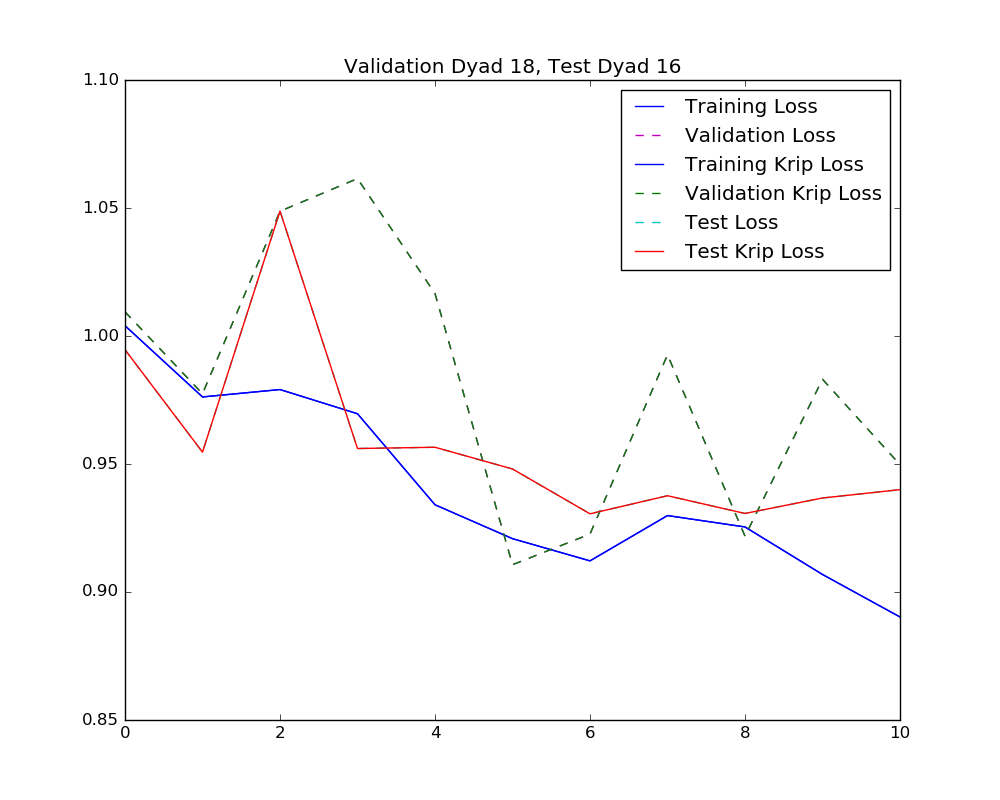 Validation Dyad 18, Test Dyad 16
1.10
1.05
1.00
0.95
0.90
0.85
0
2
4
6
8
10
Training Loss
Validation Loss
Training Krip Loss
Validation Krip Loss
Test Loss
Test Krip Loss